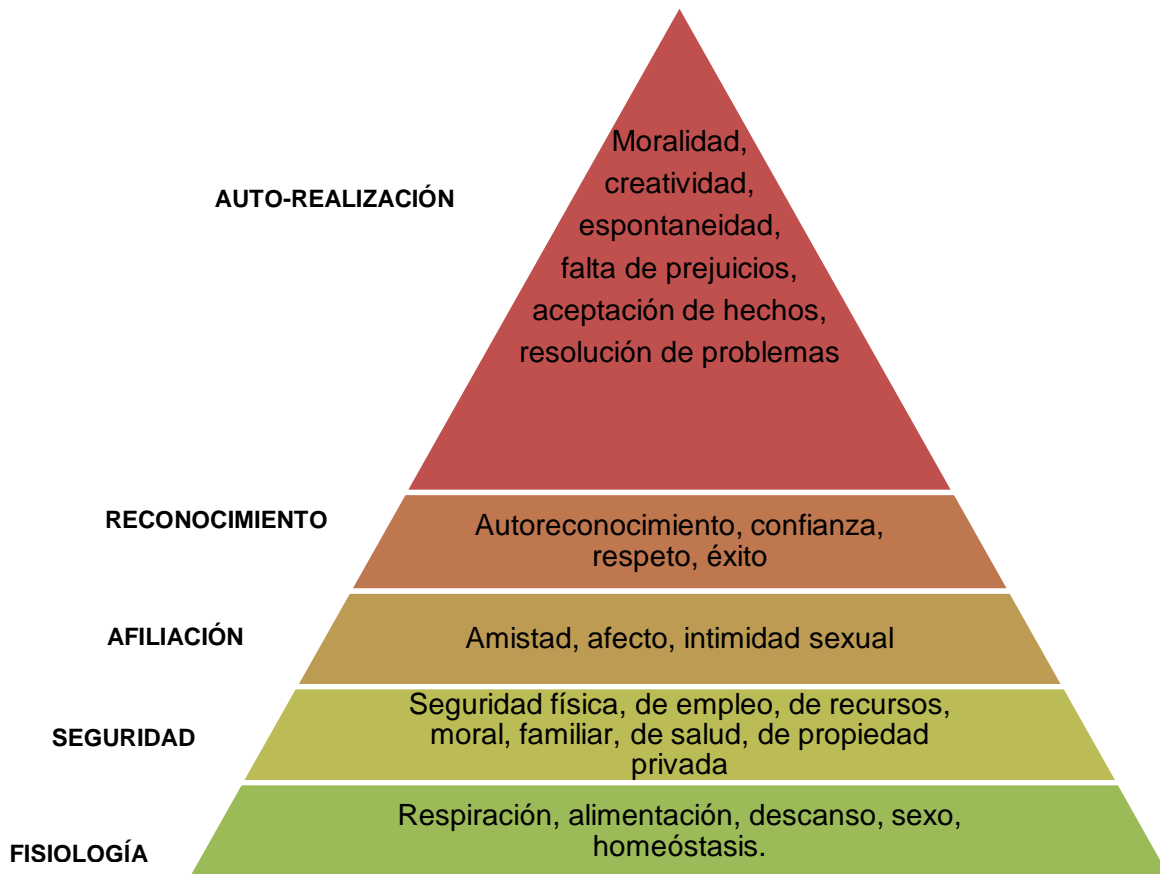 Moralidad,
creatividad,
AUTO-REALIZACIÓN
espontaneidad,
falta de prejuicios,
aceptación de hechos,
resolución de problemas
RECONOCIMIENTO
Autoreconocimiento, confianza,
respeto, éxito
AFILIACIÓN
Amistad, afecto, intimidad sexual
SEGURIDAD
Seguridad física, de empleo, de recursos,
moral, familiar, de salud, de propiedad
privada
FISIOLOGÍA
Respiración, alimentación, descanso, sexo,
homeóstasis.